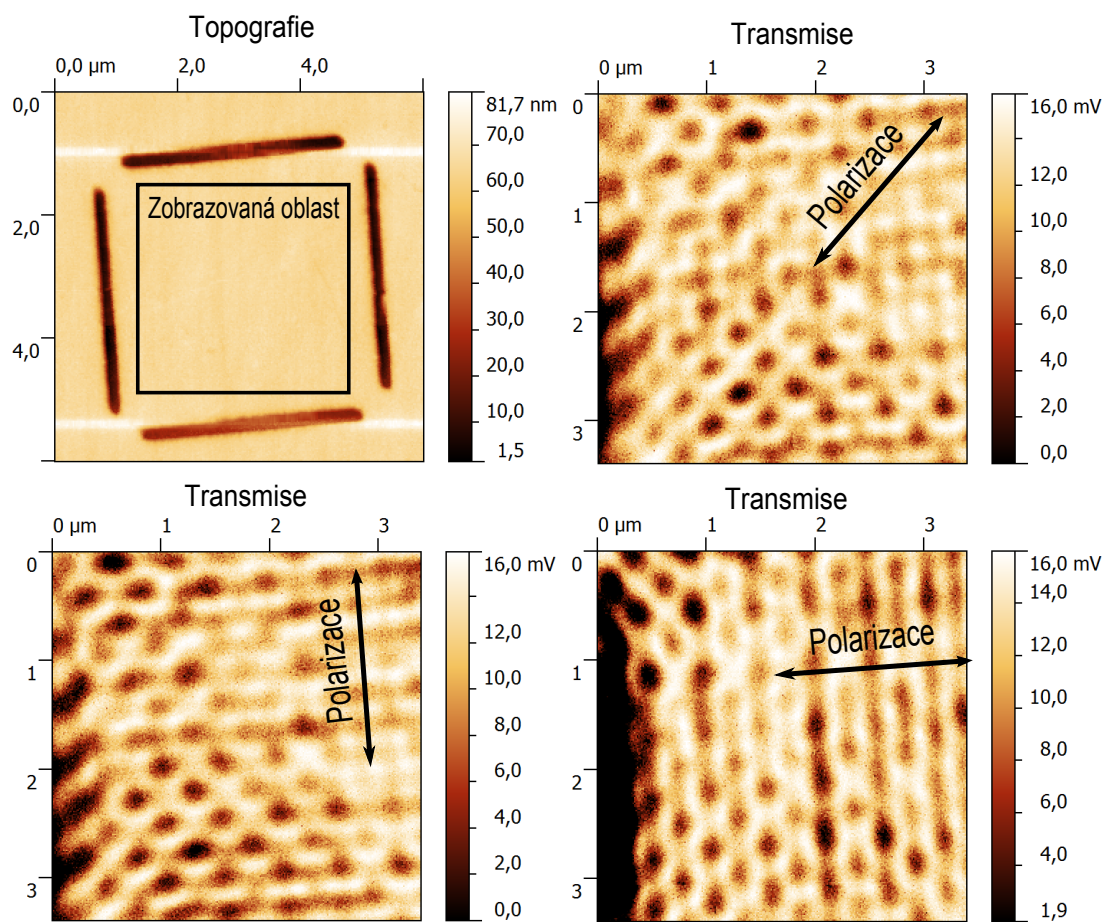 Topografie
0,0 µm 2,0 4,0
0,0
2,0
4,0
Zobrazovaná oblast
81,7 nm
70,0
60,0
50,0
40,0
30,0
20,0
10,0
1,5
Transmise
0 µm 1 2 3
0
1
2
3
Polarizace
16,0 mV
12,0
10,0
8,0
6,0
4,0
2,0
0,0
Transmise
0 µm 1 2 3
0
1
2
3
Polarizace
16,0 mV
12,0
10,0
8,0
6,0
4,0
2,0
0,0
Transmise
0 µm 1 2 3
0
1
2
3
Polarizace
16,0 mV
14,0
12,0
10,0
8,0
6,0
4,0
1,9